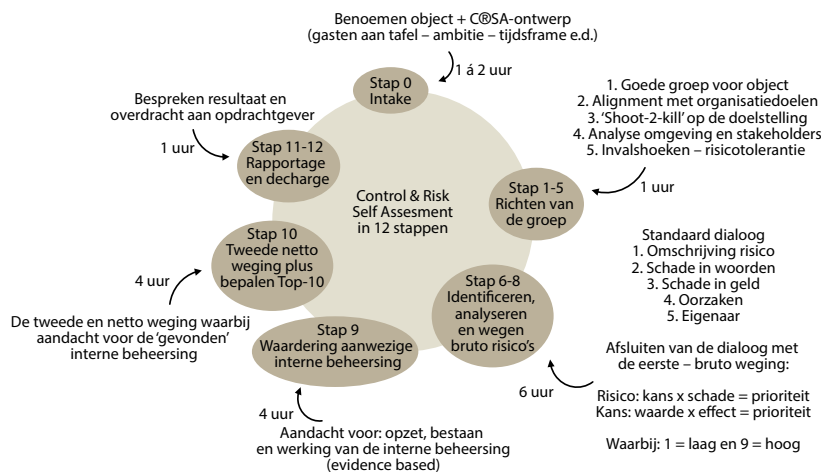 Benoemen object + C®SA-ontwerp
(gasten aan tafel – ambitie – tijdsframe e.d.)
1 á 2 uur
Stap 0
Intake
1. Goede groep voor object
2. Alignment met organisatiedoelen
3. ‘Shoot-2-kill’ op de doelstelling
4. Analyse omgeving en stakeholders
5. Invalshoeken – risicotolerantie
1 uur
Stap 1-5
Richten van
de groep
Standaard dialoog
1. Omschrijving risico
2. Schade in woorden
3. Schade in geld
4. Oorzaken
5. Eigenaar
Stap 6-8
Identificeren,
analyseren
en wegen
bruto risico’s
Afsluiten van de dialoog met
de eerste – bruto weging:
Risico: kans x schade = prioriteit
Kans: waarde x effect = prioriteit
Waarbij: 1 = laag en 9 = hoog
6 uur
Stap 9
Waardering aanwezige
interne beheersing
4 uur
Aandacht voor: opzet, bestaan
en werking van de interne beheersing
(evidence based)
Stap 10
Tweede netto
weging plus
bepalen Top-10
4 uur
De tweede en netto weging waarbij
aandacht voor de ‘gevonden’
interne beheersing
Stap 11-12
Rapportage
en decharge
Bespreken resultaat en
overdracht aan opdrachtgever
1 uur
Control & Risk
Self Assesment
in 12 stappen